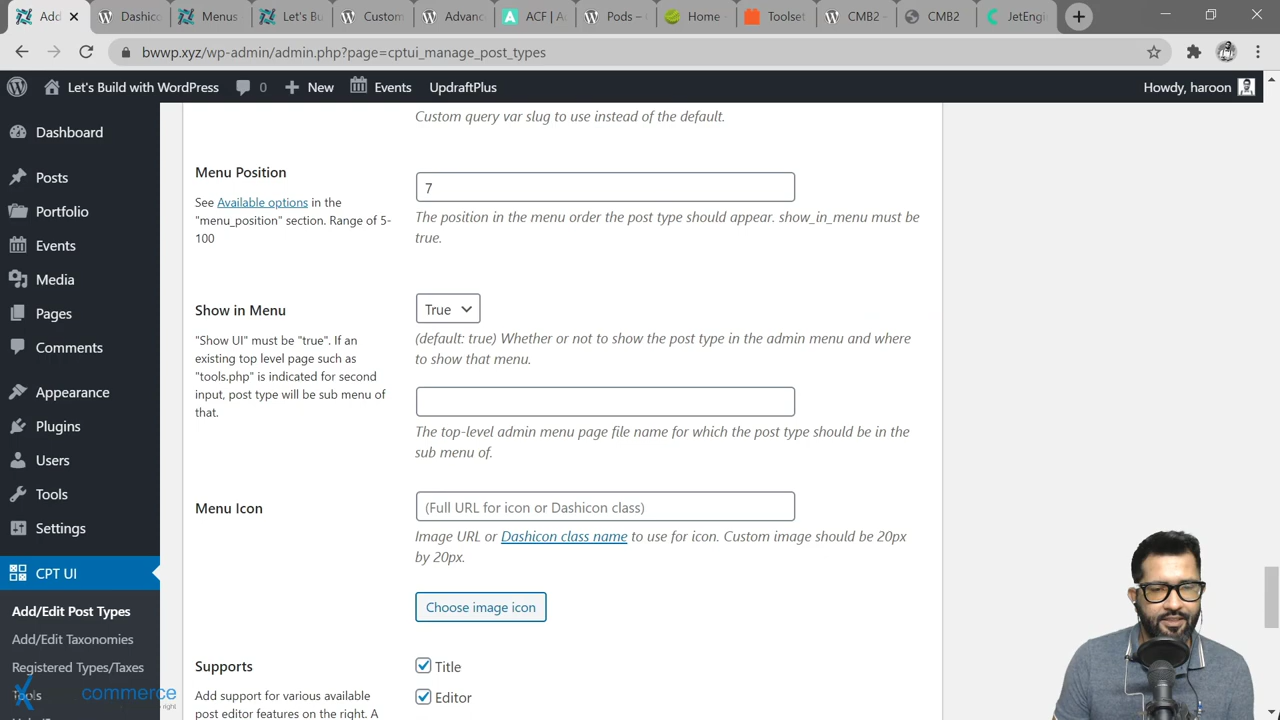 Add
Dashic
Menus
Let's Bu
Custom
Advanc
ACF | A
Pods –
Home -
Toolset
CMB2 –
CMB2 -
JetEngi
bwwp.xyz/wp-admin/admin.php?page=cptui_manage_post_types
Let's Build with WordPress
0
New
Events
UpdraftPlus
Howdy, haroon
Dashboard
Posts
Portfolio
Events
Media
Pages
Comments
Appearance
Plugins
Users
Tools
Settings
CPT UI
Add/Edit Post Types
Add/Edit Taxonomies
Registered Types/Taxes
Tools
commerce
Custom query var slug to use instead of the default.
Menu Position
See Available options in the
"menu_position" section. Range of 5-
100
7
The position in the menu order the post type should appear. show_in_menu must be
true.
Show in Menu
"Show UI" must be "true". If an
existing top level page such as
"tools.php" is indicated for second
input, post type will be sub menu of
that.
True
(default: true) Whether or not to show the post type in the admin menu and where
to show that menu.
The top-level admin menu page file name for which the post type should be in the
sub menu of.
Menu Icon
(Full URL for icon or Dashicon class)
Image URL or Dashicon class name to use for icon. Custom image should be 20px
by 20px.
Choose image icon
Supports
Add support for various available
post editor features on the right. A
Title
Editor